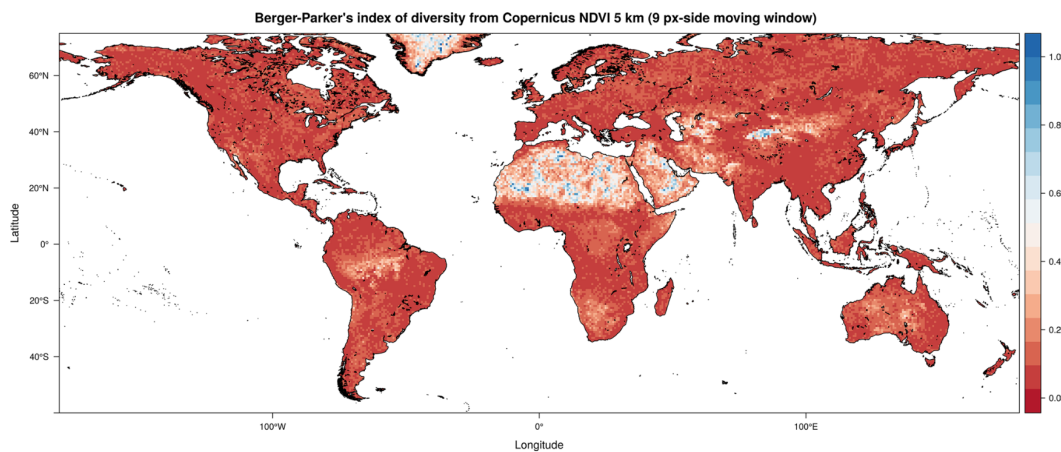 Berger-Parker's index of diversity from Copernicus NDVI 5 km (9 px-side moving window)
60°N
40°N
20°N
0°
20°S
40°S
Latitude
100°W
0°
100°E
Longitude
1.0
0.8
0.6
0.4
0.2
0.0